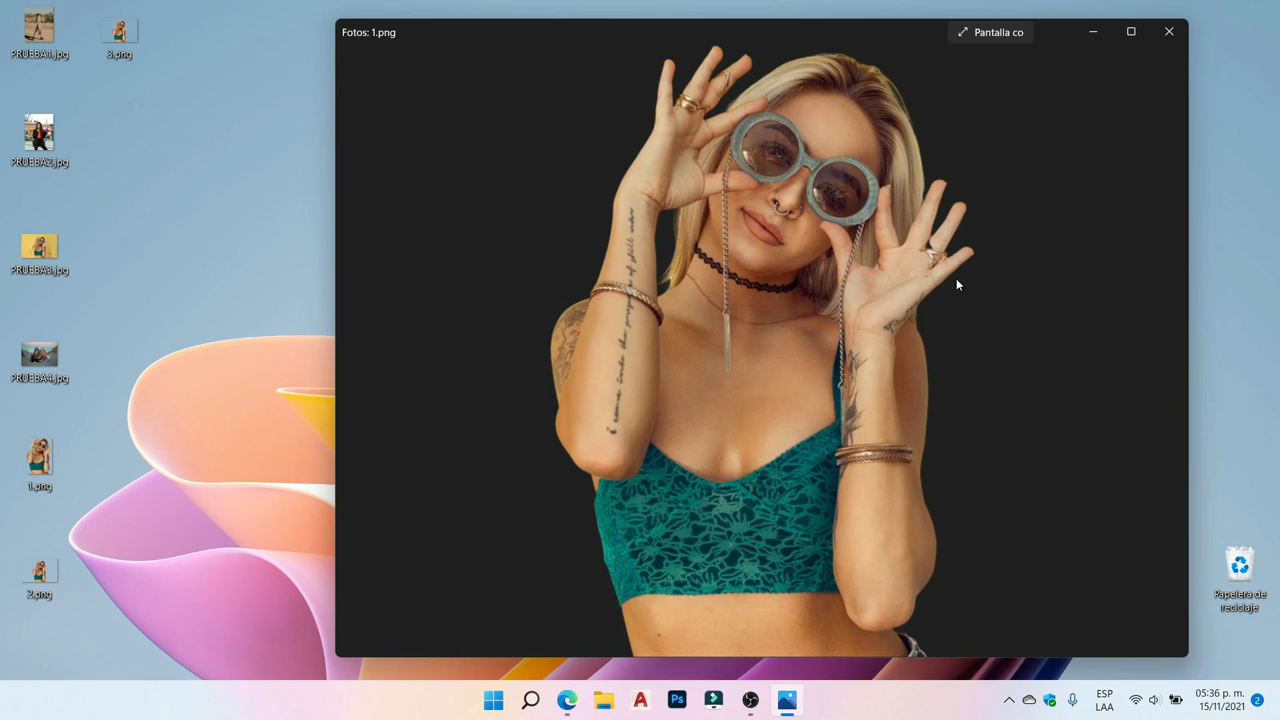 PRUEBA1.jpg
3.png
PRUEBA2.jpg
PRUEBA3.jpg
PRUEBA4.jpg
1.png
2.png
Fotos: 1.png
Pantalla co
Papelera de
reciclaje
A
Ps
ESP
LAA
05:36 p. m.
15/11/2021
2